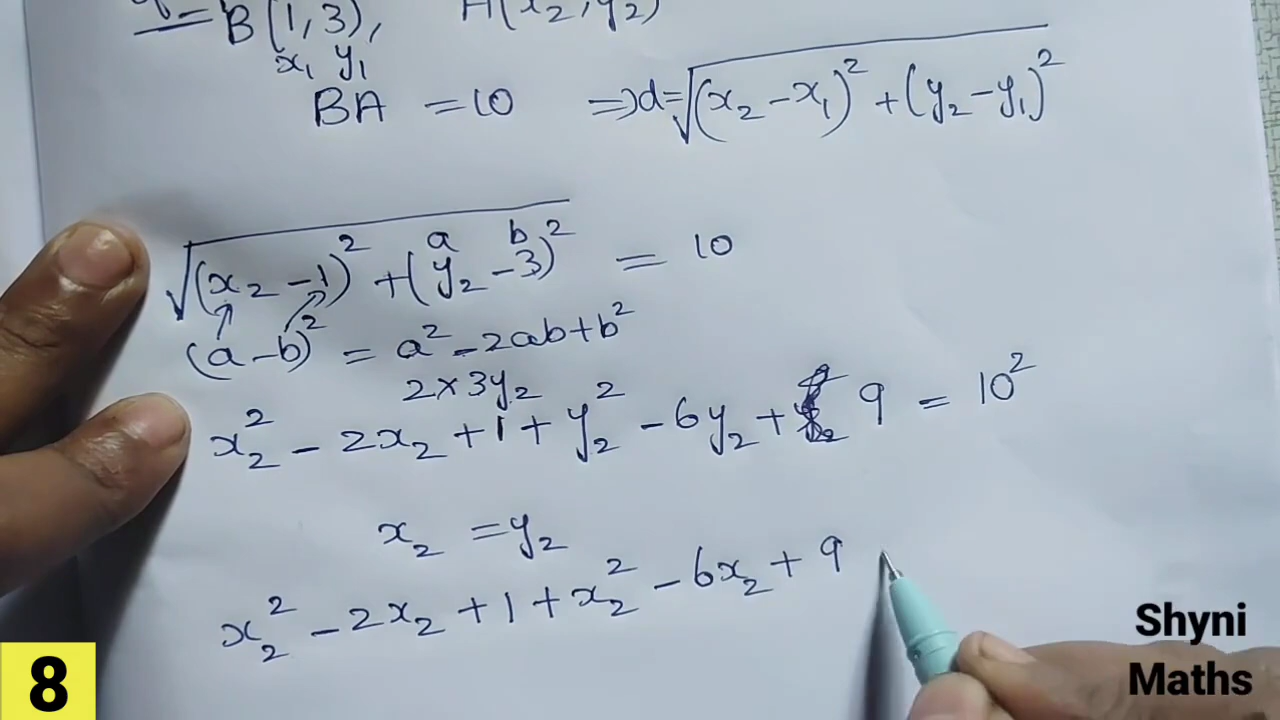 B(1,3), A(x₂,y₂)
x₁ y₁
BA = 10 ⇒ d=√(x₂-x₁)² + (y₂-y₁)²
a b
√(x₂-1)² + (y₂-3)² = 10
(a-b)² = a²-2ab+b²
2×3y₂
x₂² - 2x₂ + 1 + y₂² - 6y₂ + 9 = 10²
x₂ = y₂
x₂² - 2x₂ + 1 + x₂² - 6x₂ + 9
Shyni
Maths
8